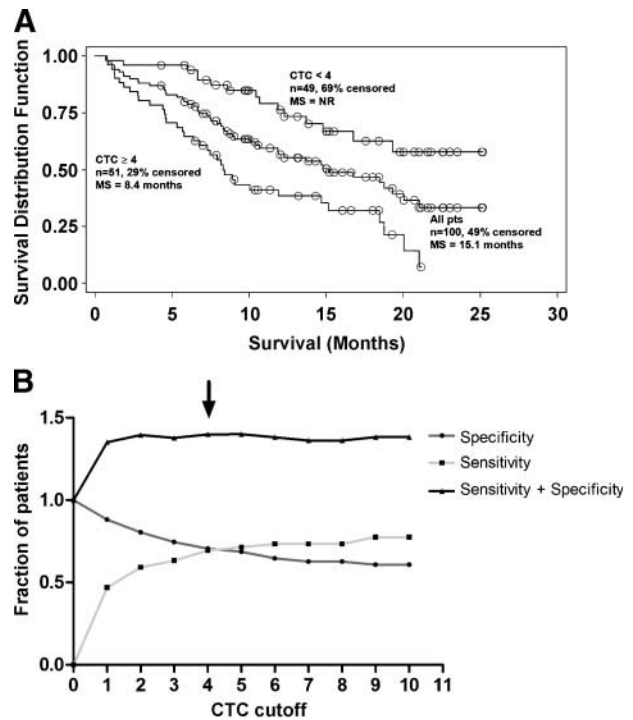 A
Survival Distribution Function
1.00
0.75
0.50
0.25
0.00
CTC < 4
n=49, 69% censored
MS = NR
CTC ≥ 4
n=51, 29% censored
MS = 8.4 months
All pts
n=100, 49% censored
MS = 15.1 months
0 5 10 15 20 25 30
Survival (Months)
B
Fraction of patients
1.5
1.0
0.5
0.0
Specificity
Sensitivity
Sensitivity + Specificity
0 1 2 3 4 5 6 7 8 9 10 11
CTC cutoff